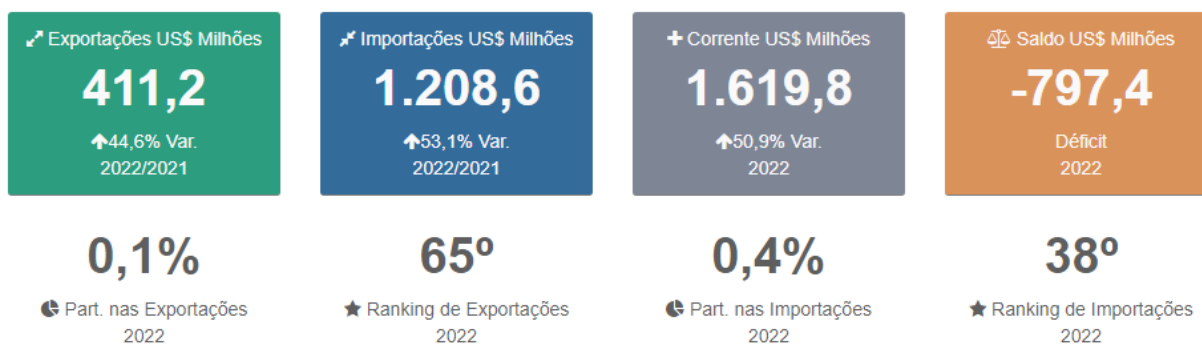 Exportações US$ Milhões
411,2
44,6% Var.
2022/2021
Importações US$ Milhões
1.208,6
53,1% Var.
2022/2021
Corrente US$ Milhões
1.619,8
50,9% Var.
2022
Saldo US$ Milhões
-797,4
Déficit
2022
0,1%
Part. nas Exportações
2022
65º
Ranking de Exportações
2022
0,4%
Part. nas Importações
2022
38º
Ranking de Importações
2022